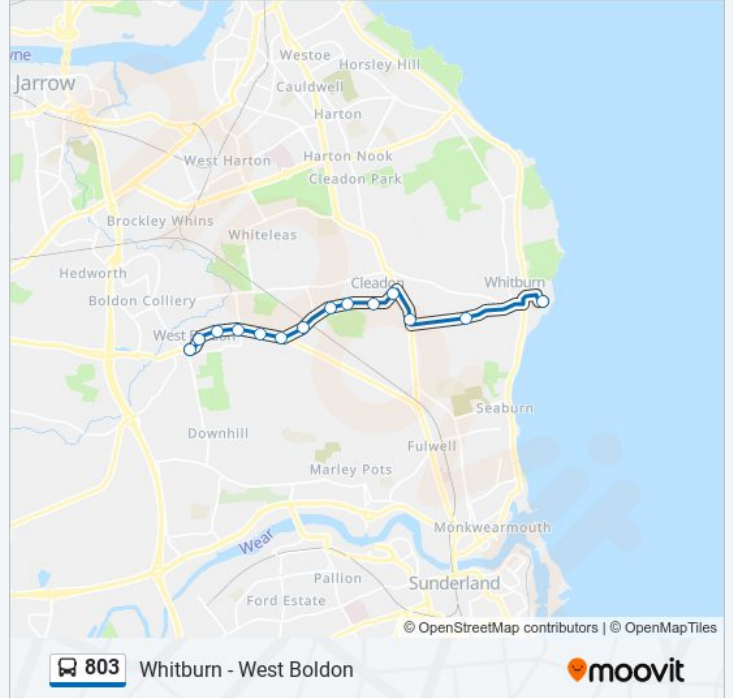 yne
Westoe
Horsley Hill
Jarrow
Cauldwell
Harton
West Harton
Harton Nook
Cleadon Park
Brockley Whins
Whiteleas
Hedworth
Cleadon
Whitburn
Boldon Colliery
West Boldon
Seaburn
Downhill
Fulwell
Marley Pots
Monkwearmouth
Wear
Pallion
Sunderland
Ford Estate
© OpenStreetMap contributors | © OpenMapTiles
803 Whitburn - West Boldon
moovit